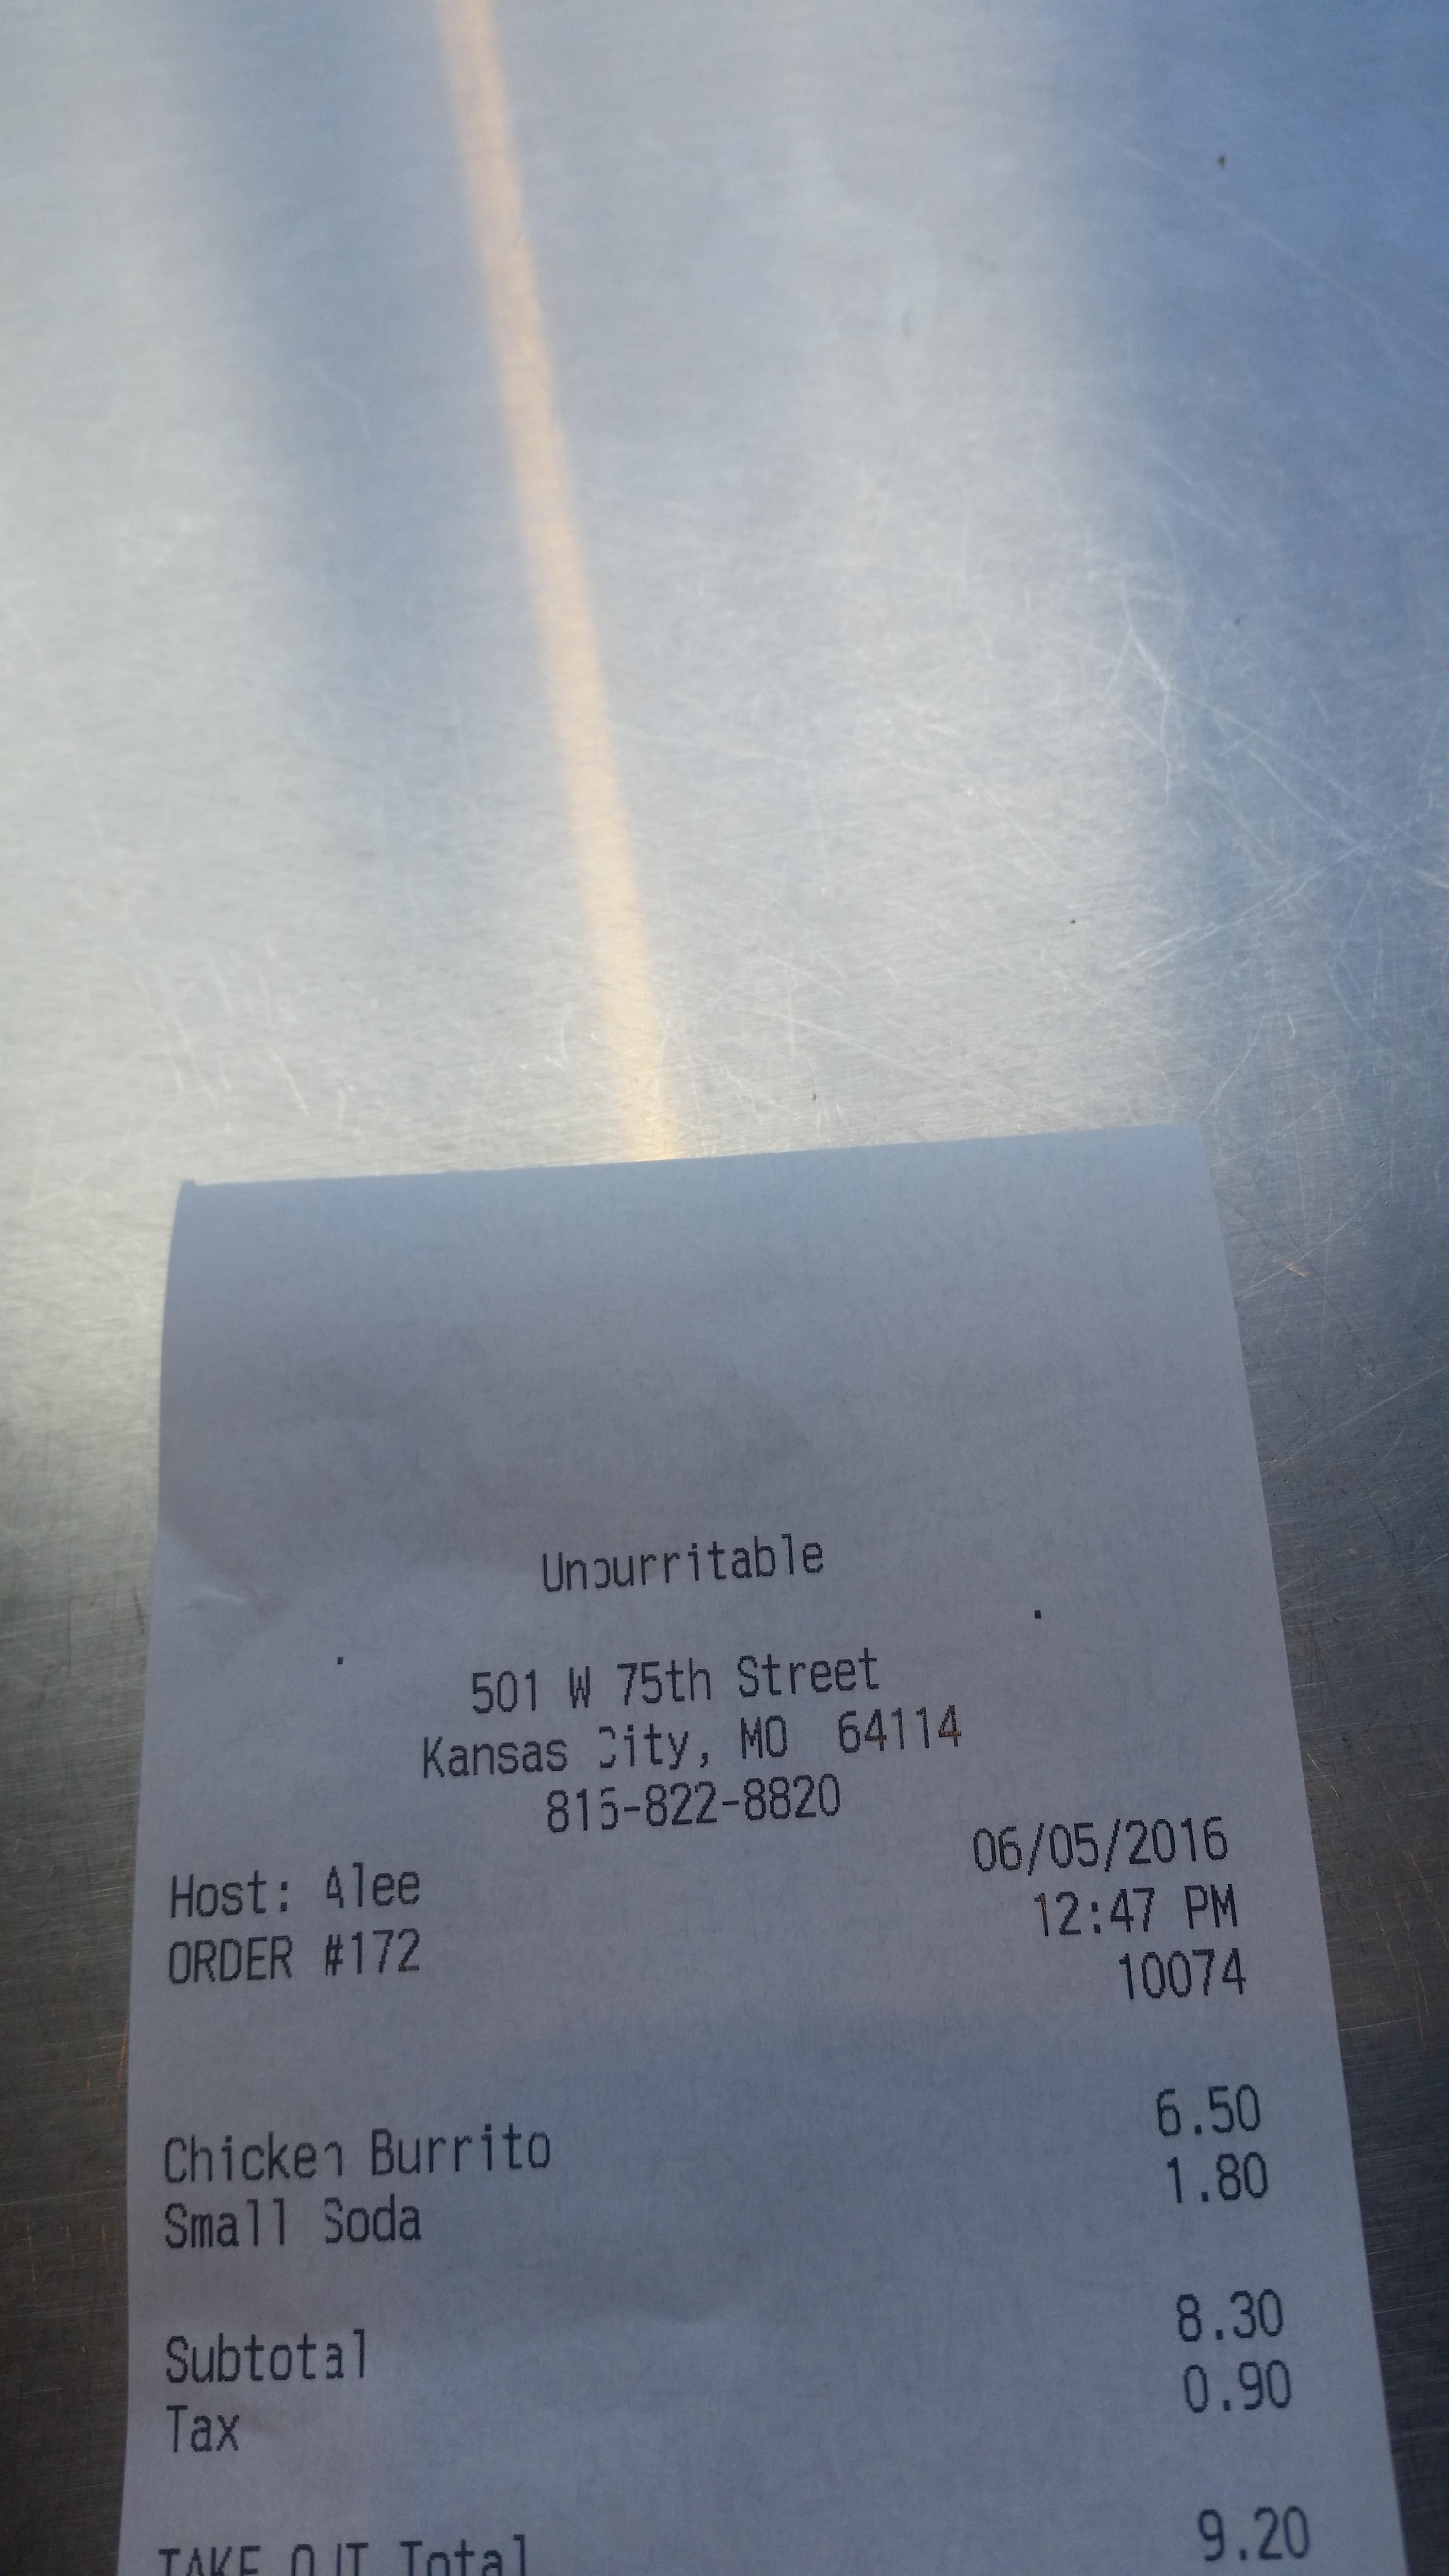 Unburritable
501 W 75th Street
Kansas City, MO 64114
816-822-8820
06/05/2016
Host: Alee 12:47 PM
ORDER #172 10074
Chicken Burrito 6.50
Small Soda 1.80
Subtotal 8.30
Tax 0.90
TAKE OUT Total 9.20